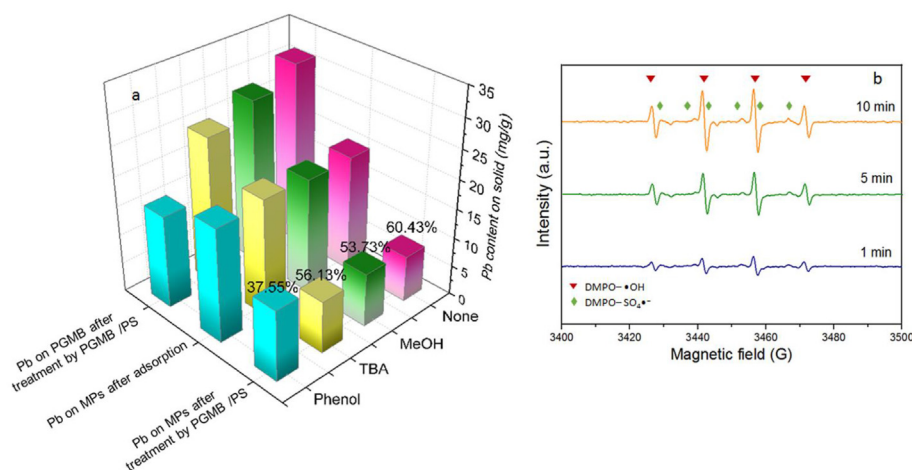 a
35
30
25
20
15
10
5
0
Pb content on solid (mg/g)
37.55%
56.13%
53.73%
60.43%
None
MeOH
TBA
Phenol
Pb on PGMB after
treatment by PGMB /PS
Pb on MPs after adsorption
Pb on MPs after
treatment by PGMB /PS
b
10 min
5 min
1 min
Intensity (a.u.)
DMPO– •OH
DMPO– SO₄•⁻
3400
3420
3440
3460
3480
3500
Magnetic field (G)